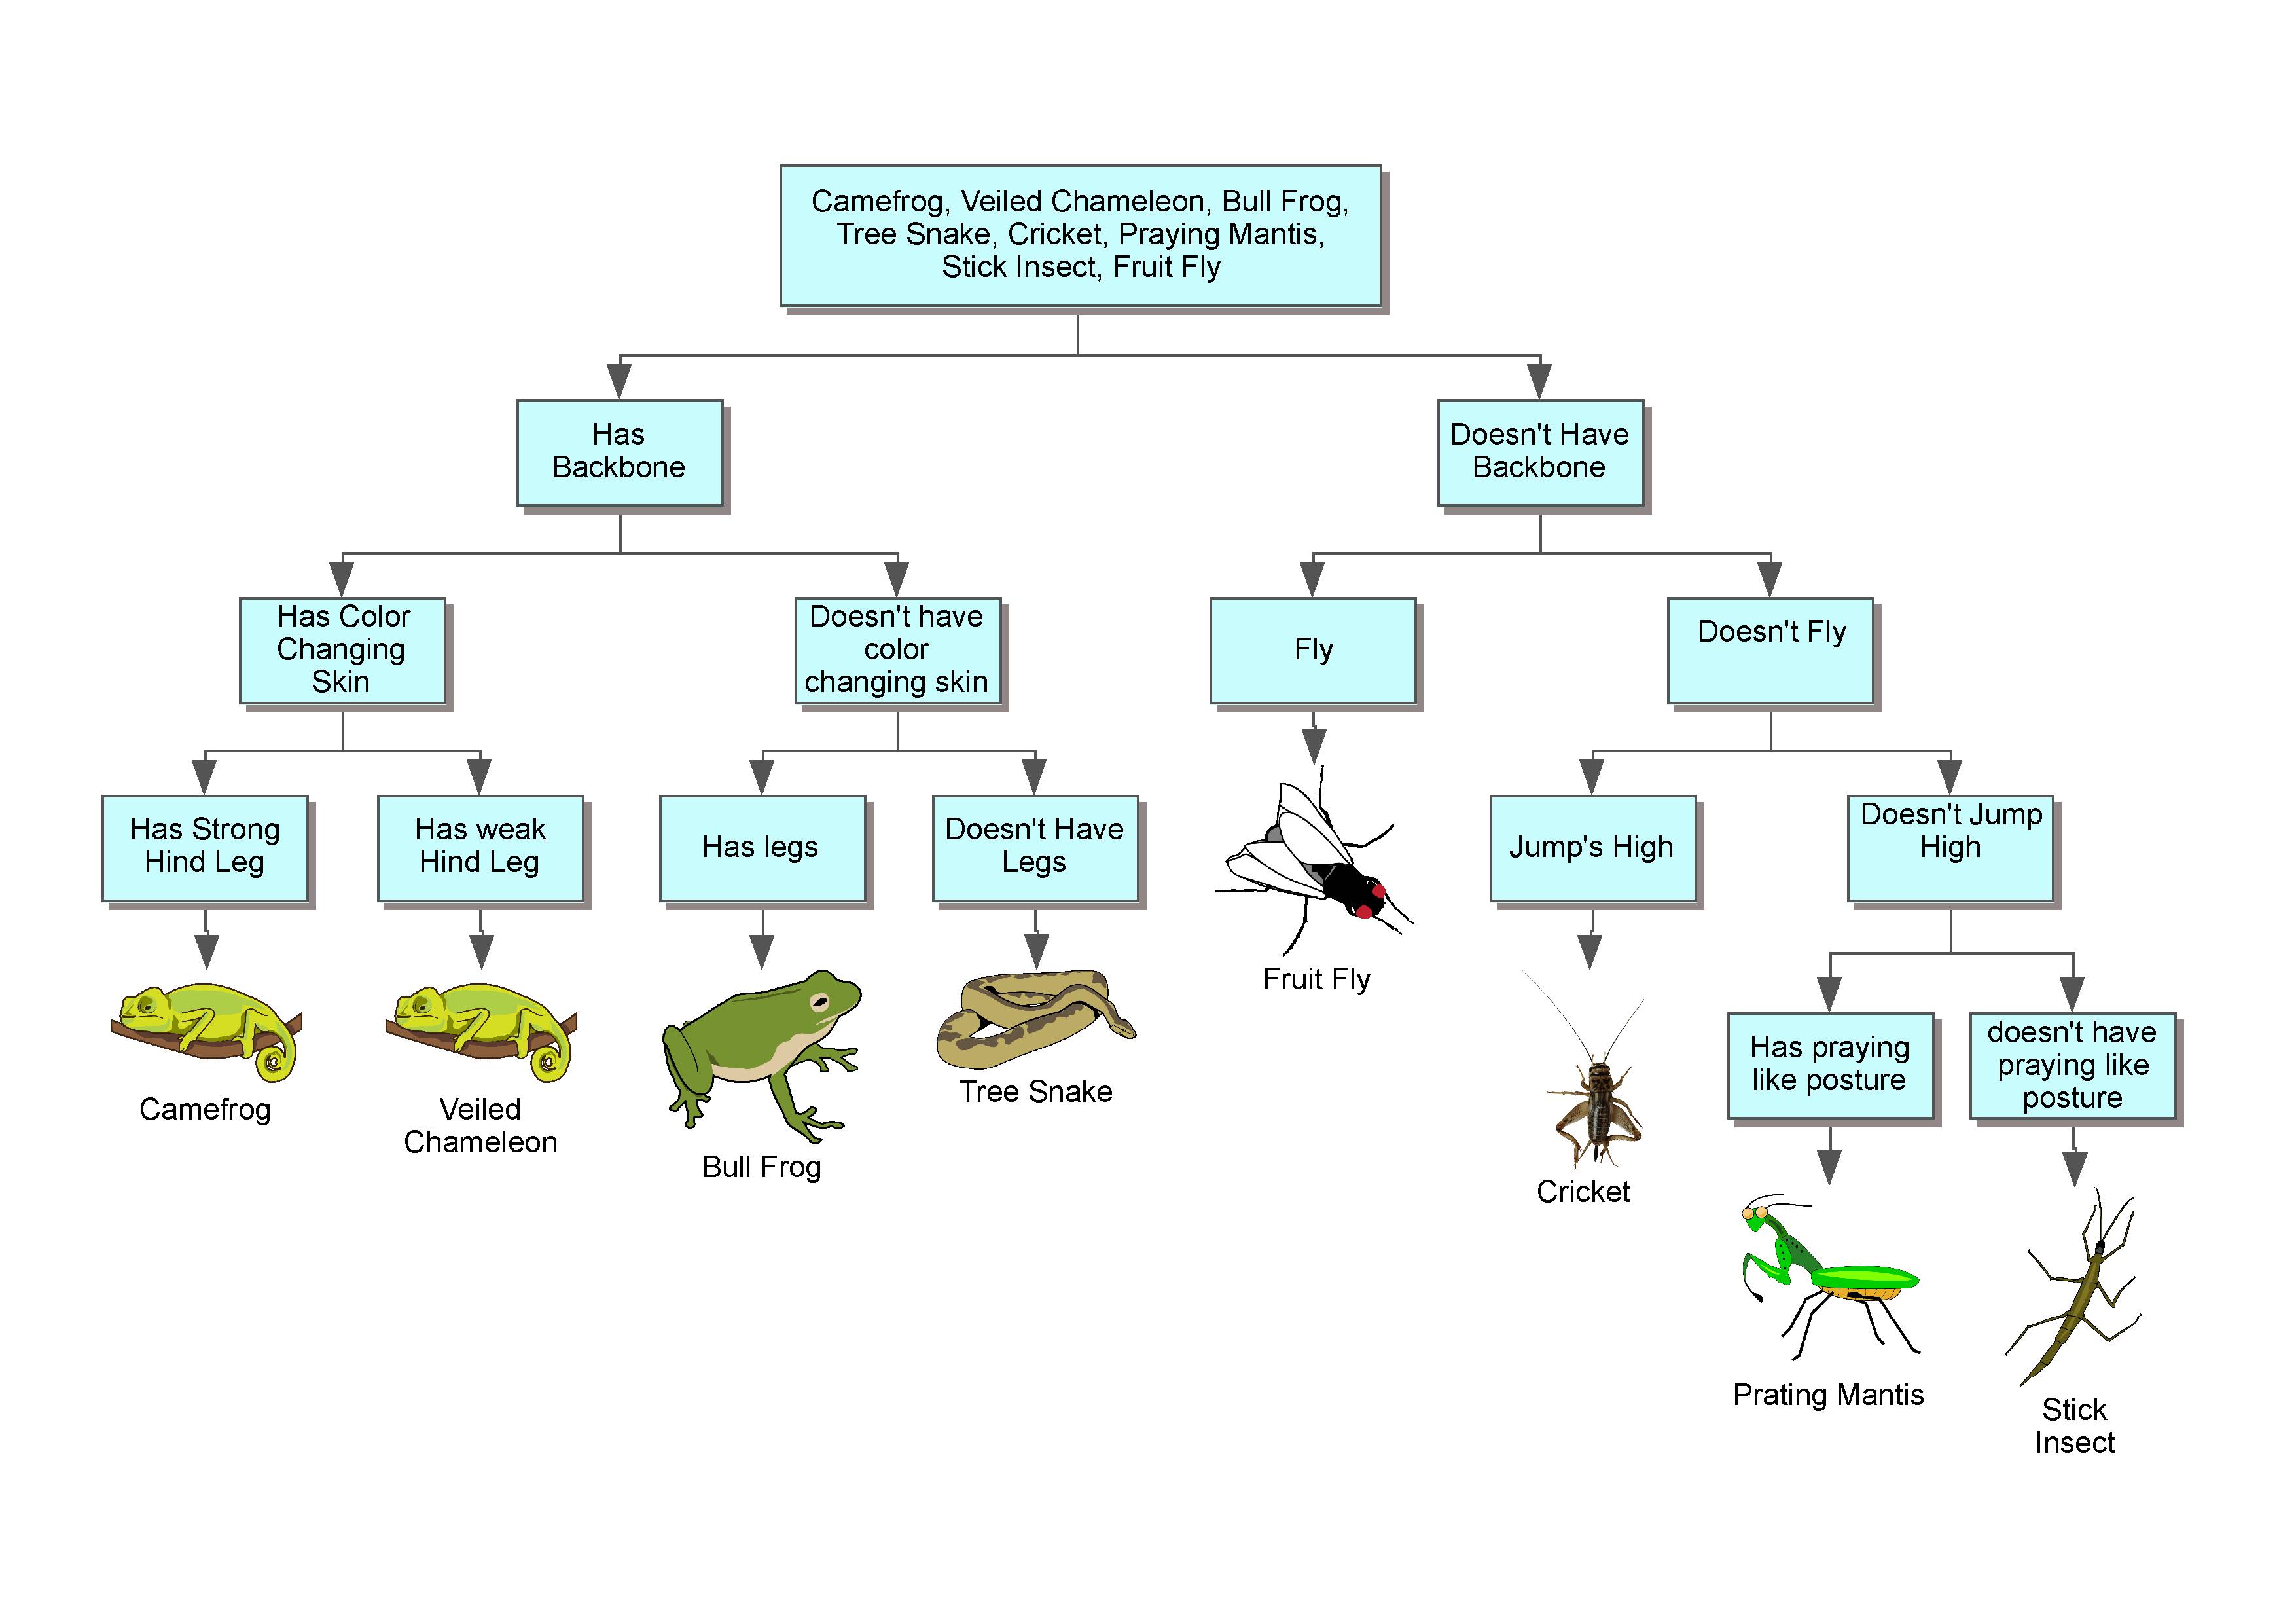 Camefrog, Veiled Chameleon, Bull Frog,
Tree Snake, Cricket, Praying Mantis,
Stick Insect, Fruit Fly
Has
Backbone
Doesn't Have
Backbone
Has Color
Changing
Skin
Doesn't have
color
changing skin
Fly
Doesn't Fly
Has Strong
Hind Leg
Has weak
Hind Leg
Has legs
Doesn't Have
Legs
Jump's High
Doesn't Jump
High
Fruit Fly
Has praying
like posture
doesn't have
praying like
posture
Camefrog
Veiled
Chameleon
Bull Frog
Tree Snake
Cricket
Prating Mantis
Stick
Insect